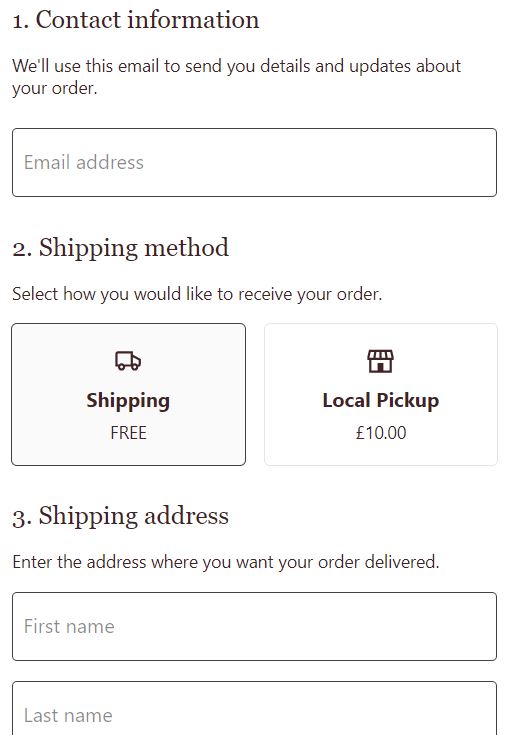 1. Contact information
We'll use this email to send you details and updates about
your order.
Email address
2. Shipping method
Select how you would like to receive your order.
Shipping
FREE
Local Pickup
£10.00
3. Shipping address
Enter the address where you want your order delivered.
First name
Last name